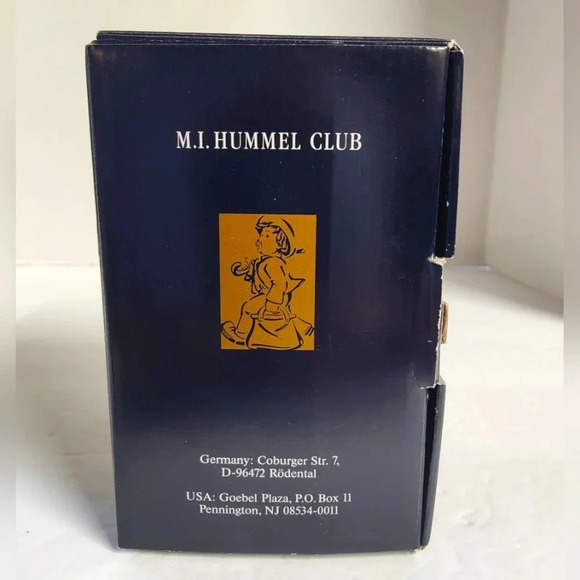 M.I. HUMMEL CLUB
Germany: Coburger Str. 7,
D-96472 Rödental
USA: Goebel Plaza, P.O. Box 11
Pennington, NJ 08534-0011